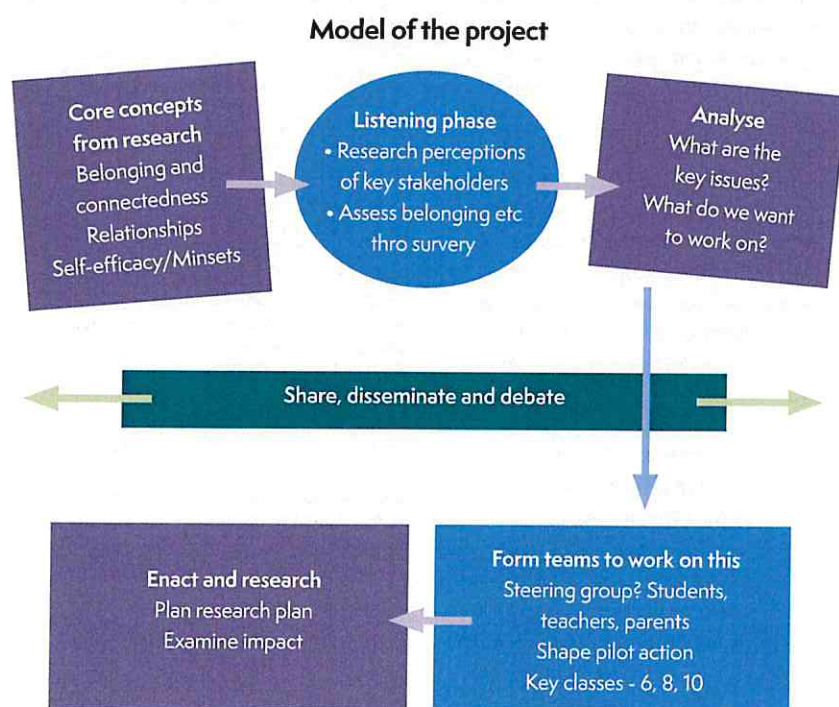 Model of the project
Core concepts
from research
Belonging and
connectedness
Relationships
Self-efficacy/Minsets
Listening phase
• Research perceptions
of key stakeholders
• Assess belonging etc
thro survery
Analyse
What are the
key issues?
What do we want
to work on?
Share, disseminate and debate
Form teams to work on this
Steering group? Students,
teachers, parents
Shape pilot action
Key classes - 6, 8, 10
Enact and research
Plan research plan
Examine impact